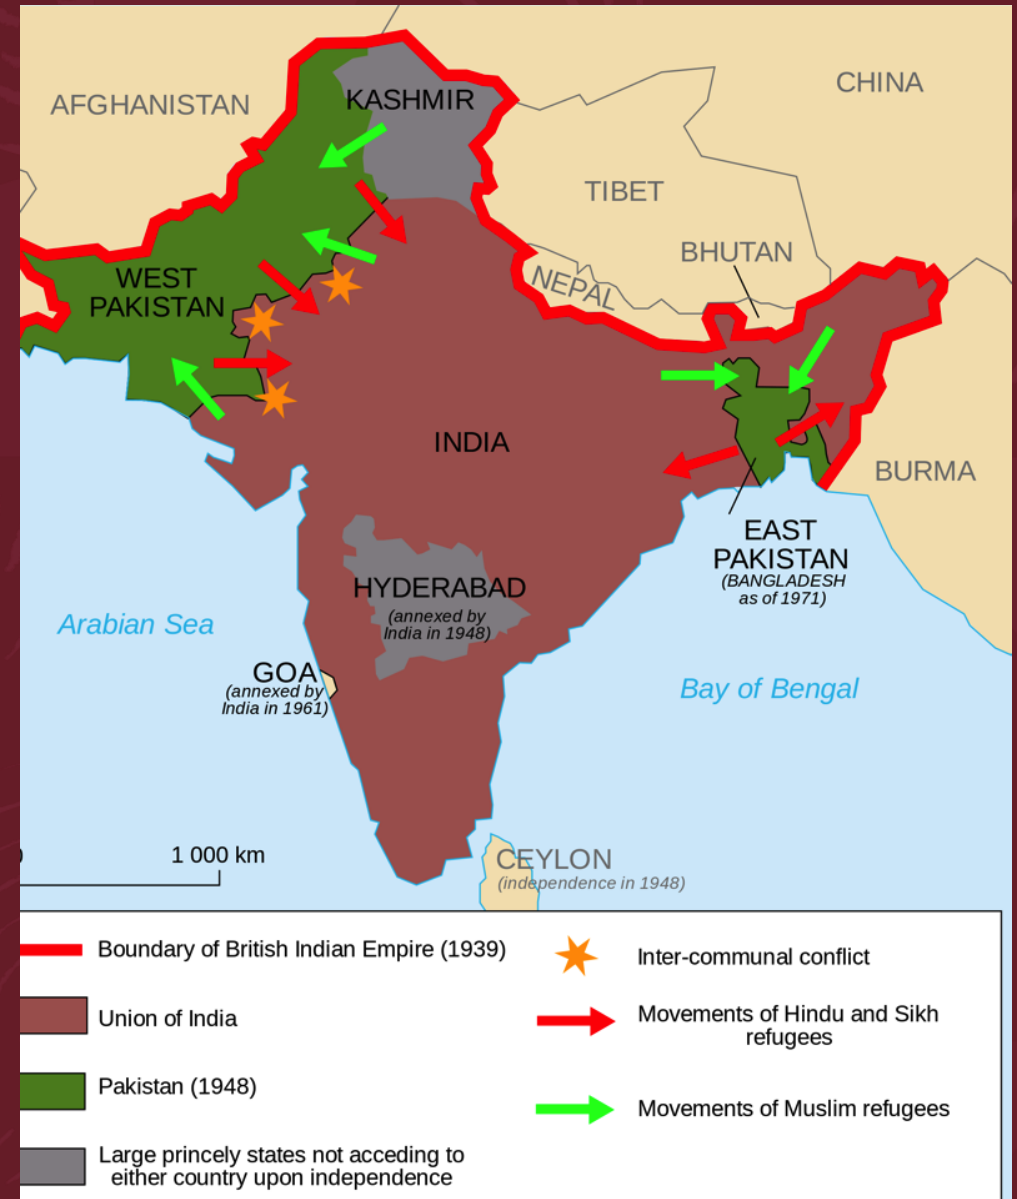 CHINA
AFGHANISTAN
KASHMIR
TIBET
BHUTAN
NEPAL
WEST
PAKISTAN
INDIA
BURMA
EAST
PAKISTAN
(BANGLADESH
as of 1971)
HYDERABAD
(annexed by
India in 1948)
Arabian Sea
GOA
(annexed by
India in 1961)
Bay of Bengal
1 000 km
CEYLON
(independence in 1948)
Boundary of British Indian Empire (1939)
Union of India
Pakistan (1948)
Large princely states not acceding to
either country upon independence
Inter-communal conflict
Movements of Hindu and Sikh
refugees
Movements of Muslim refugees